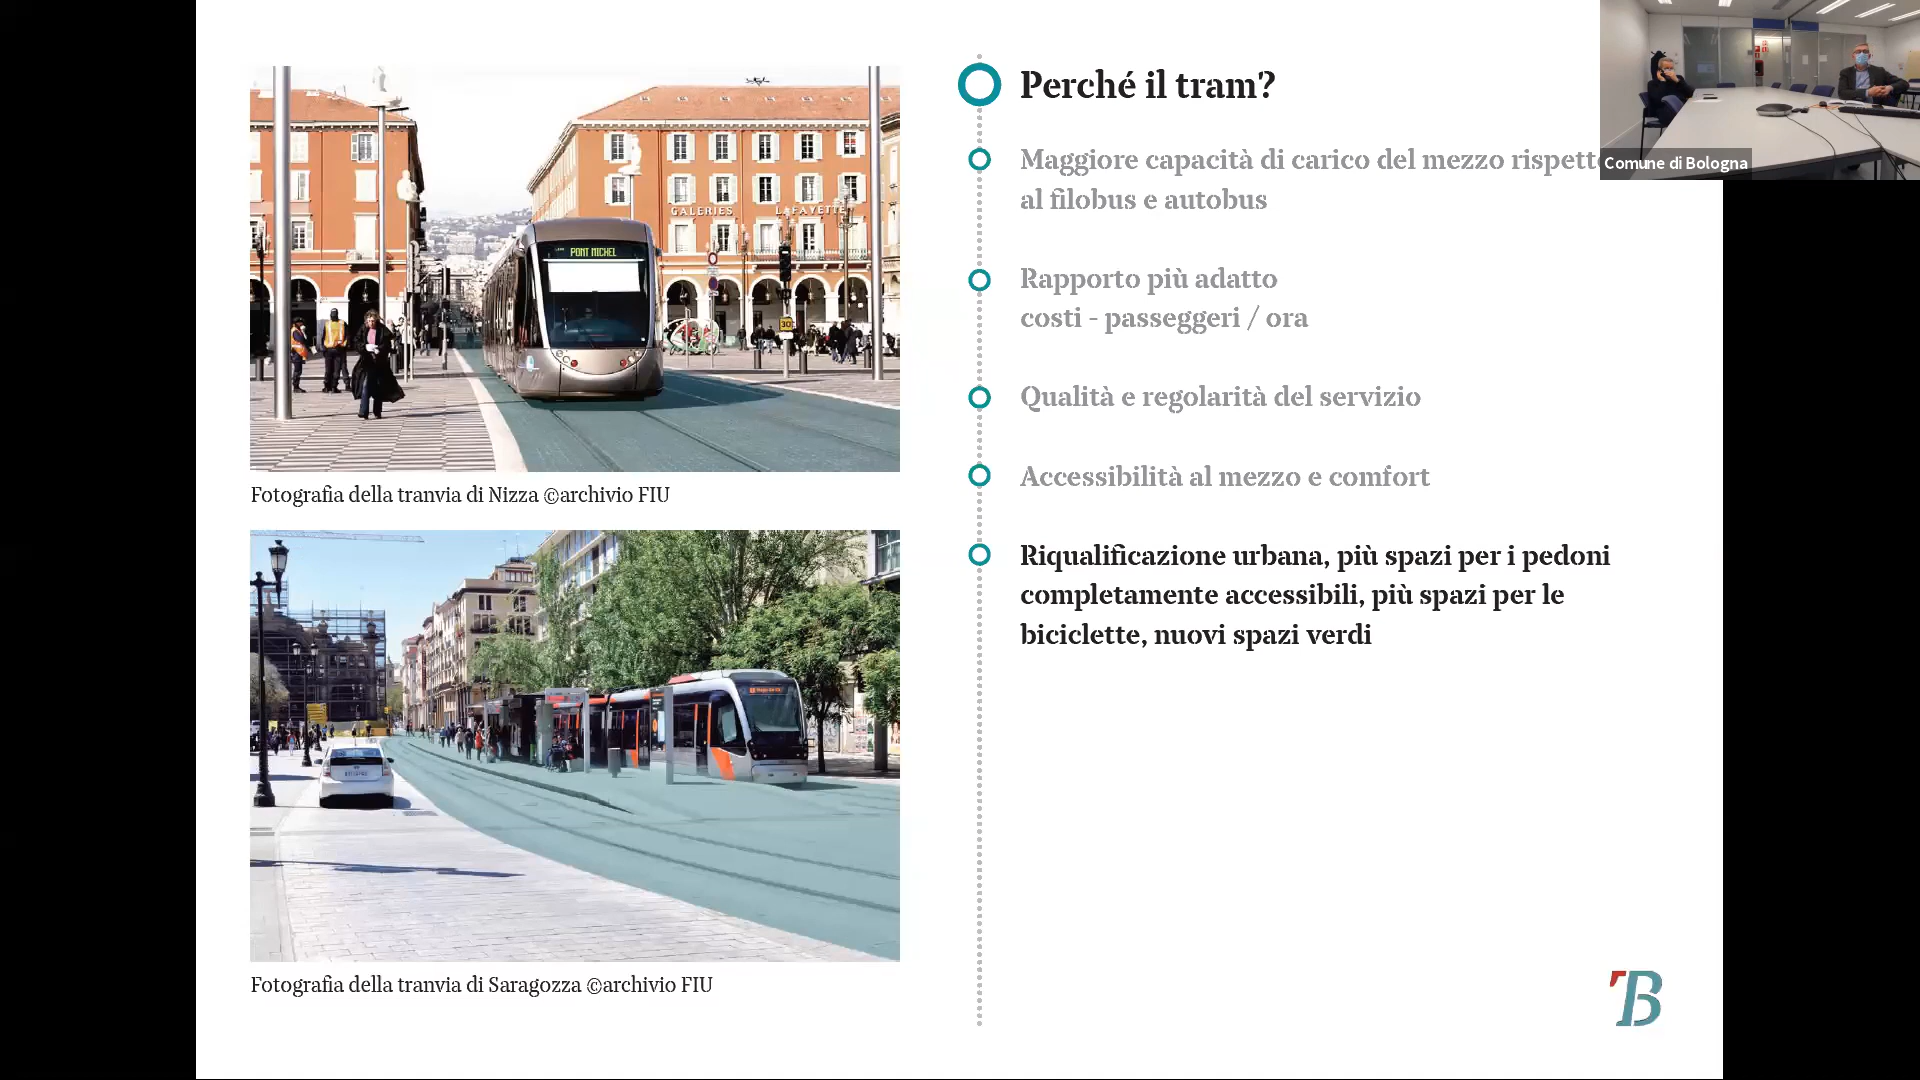 PONT MICHEL
GALERIES LAFAYETTE
30
Fotografia della tranvia di Nizza ©archivio FIU
Fotografia della tranvia di Saragozza ©archivio FIU
Perché il tram?
Maggiore capacità di carico del mezzo rispett
al filobus e autobus
Rapporto più adatto
costi - passeggeri / ora
Qualità e regolarità del servizio
Accessibilità al mezzo e comfort
Riqualificazione urbana, più spazi per i pedoni
completamente accessibili, più spazi per le
biciclette, nuovi spazi verdi
Comune di Bologna
TB